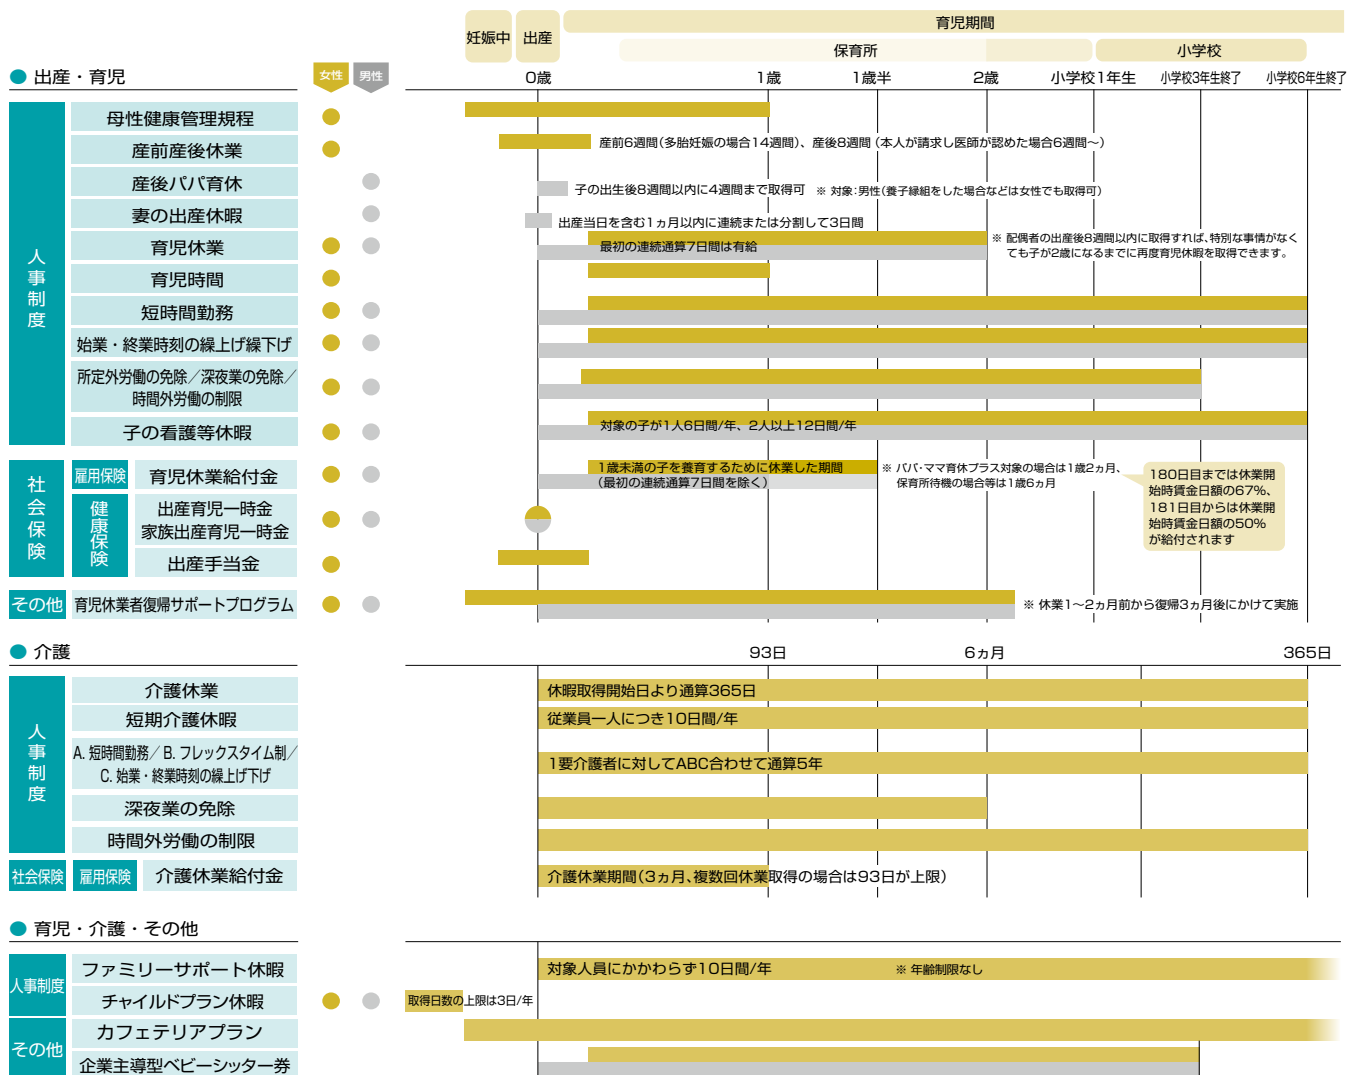 妊娠中
出産
育児期間
保育所
小学校
● 出産・育児
女性
男性
0歳
1歳
1歳半
2歳
小学校1年生
小学校3年生終了
小学校6年生終了
人事制度
母性健康管理規程
産前産後休業
産前6週間(多胎妊娠の場合14週間)、産後8週間(本人が請求し医師が認めた場合6週間〜)
産後パパ育休
子の出生後8週間以内に4週間まで取得可 ※ 対象:男性(養子縁組をした場合などは女性でも取得可)
妻の出産休暇
出産当日を含む1ヵ月以内に連続または分割して3日間
育児休業
最初の連続通算7日間は有給
※ 配偶者の出産後8週間以内に取得すれば、特別な事情がなく
ても子が2歳になるまでに再度育児休暇を取得できます。
育児時間
短時間勤務
始業・終業時刻の繰上げ繰下げ
所定外労働の免除/深夜業の免除/
時間外労働の制限
子の看護等休暇
対象の子が1人6日間/年、2人以上12日間/年
社会保険
雇用保険
育児休業給付金
1歳未満の子を養育するために休業した期間
(最初の連続通算7日間を除く)
※ パパ・ママ育休プラス対象の場合は1歳2ヵ月、
保育所待機の場合等は1歳6ヵ月
180日目までは休業開
始時賃金日額の67%、
181日目からは休業開
始時賃金日額の50%
が給付されます
健康保険
出産育児一時金
家族出産育児一時金
出産手当金
その他
育児休業者復帰サポートプログラム
※ 休業1〜2ヵ月前から復帰3ヵ月後にかけて実施
● 介護
93日
6ヵ月
365日
人事制度
介護休業
休暇取得開始日より通算365日
短期介護休暇
従業員一人につき10日間/年
A. 短時間勤務/ B. フレックスタイム制/
C. 始業・終業時刻の繰上げ下げ
1要介護者に対してABC合わせて通算5年
深夜業の免除
時間外労働の制限
社会保険
雇用保険
介護休業給付金
介護休業期間(3ヵ月、複数回休業取得の場合は93日が上限)
● 育児・介護・その他
人事制度
ファミリーサポート休暇
対象人員にかかわらず10日間/年
※ 年齢制限なし
チャイルドプラン休暇
取得日数の上限は3日/年
その他
カフェテリアプラン
企業主導型ベビーシッター券